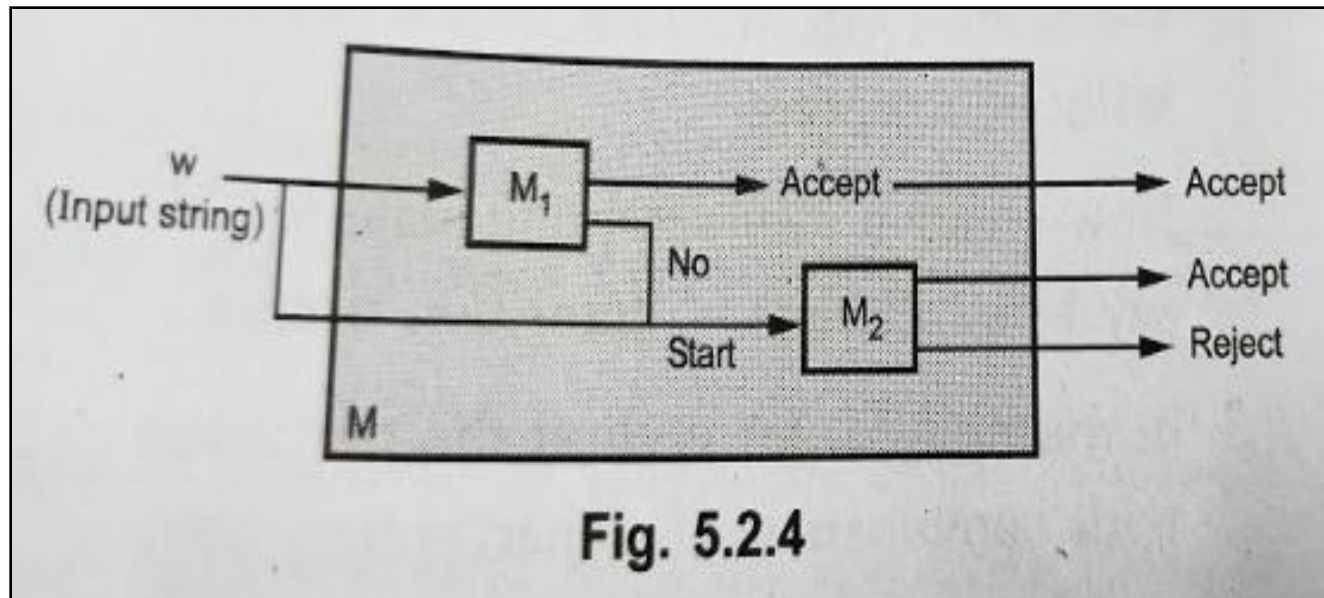 w
(Input string)
M1
Accept
Accept
No
Accept
Start
M2
Reject
M
Fig. 5.2.4